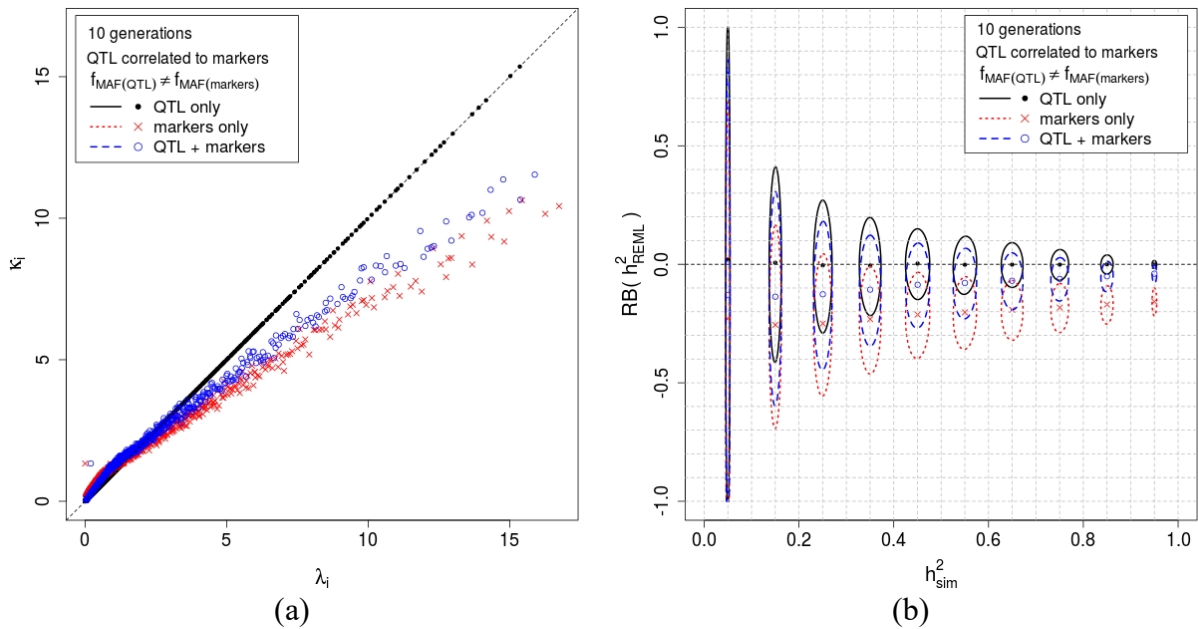 10 generations
QTL correlated to markers
fMAF(QTL) ≠ fMAF(markers)
QTL only
markers only
QTL + markers
15
10
5
0
κi
0 5 10 15
λi
(a)
10 generations
QTL correlated to markers
fMAF(QTL) ≠ fMAF(markers)
QTL only
markers only
QTL + markers
1.0
0.5
0.0
-0.5
-1.0
RB( h²REML )
0.0 0.2 0.4 0.6 0.8 1.0
h²sim
(b)